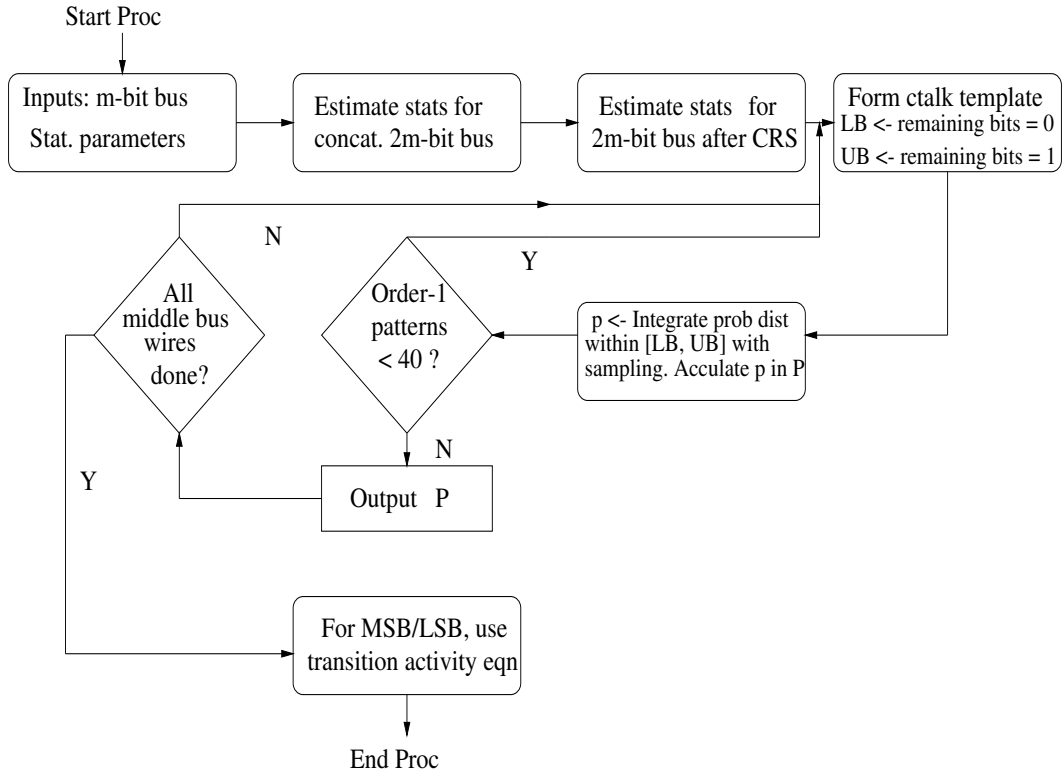 Start Proc
Inputs: m-bit bus
Stat. parameters
Estimate stats for
concat. 2m-bit bus
Estimate stats for
2m-bit bus after CRS
Form ctalk template
LB <- remaining bits = 0
UB <- remaining bits = 1
N
Y
All
middle bus
wires
done?
Order-1
patterns
< 40 ?
p <- Integrate prob dist
within [LB, UB] with
sampling. Acculate p in P
N
Y
Output P
For MSB/LSB, use
transition activity eqn
End Proc